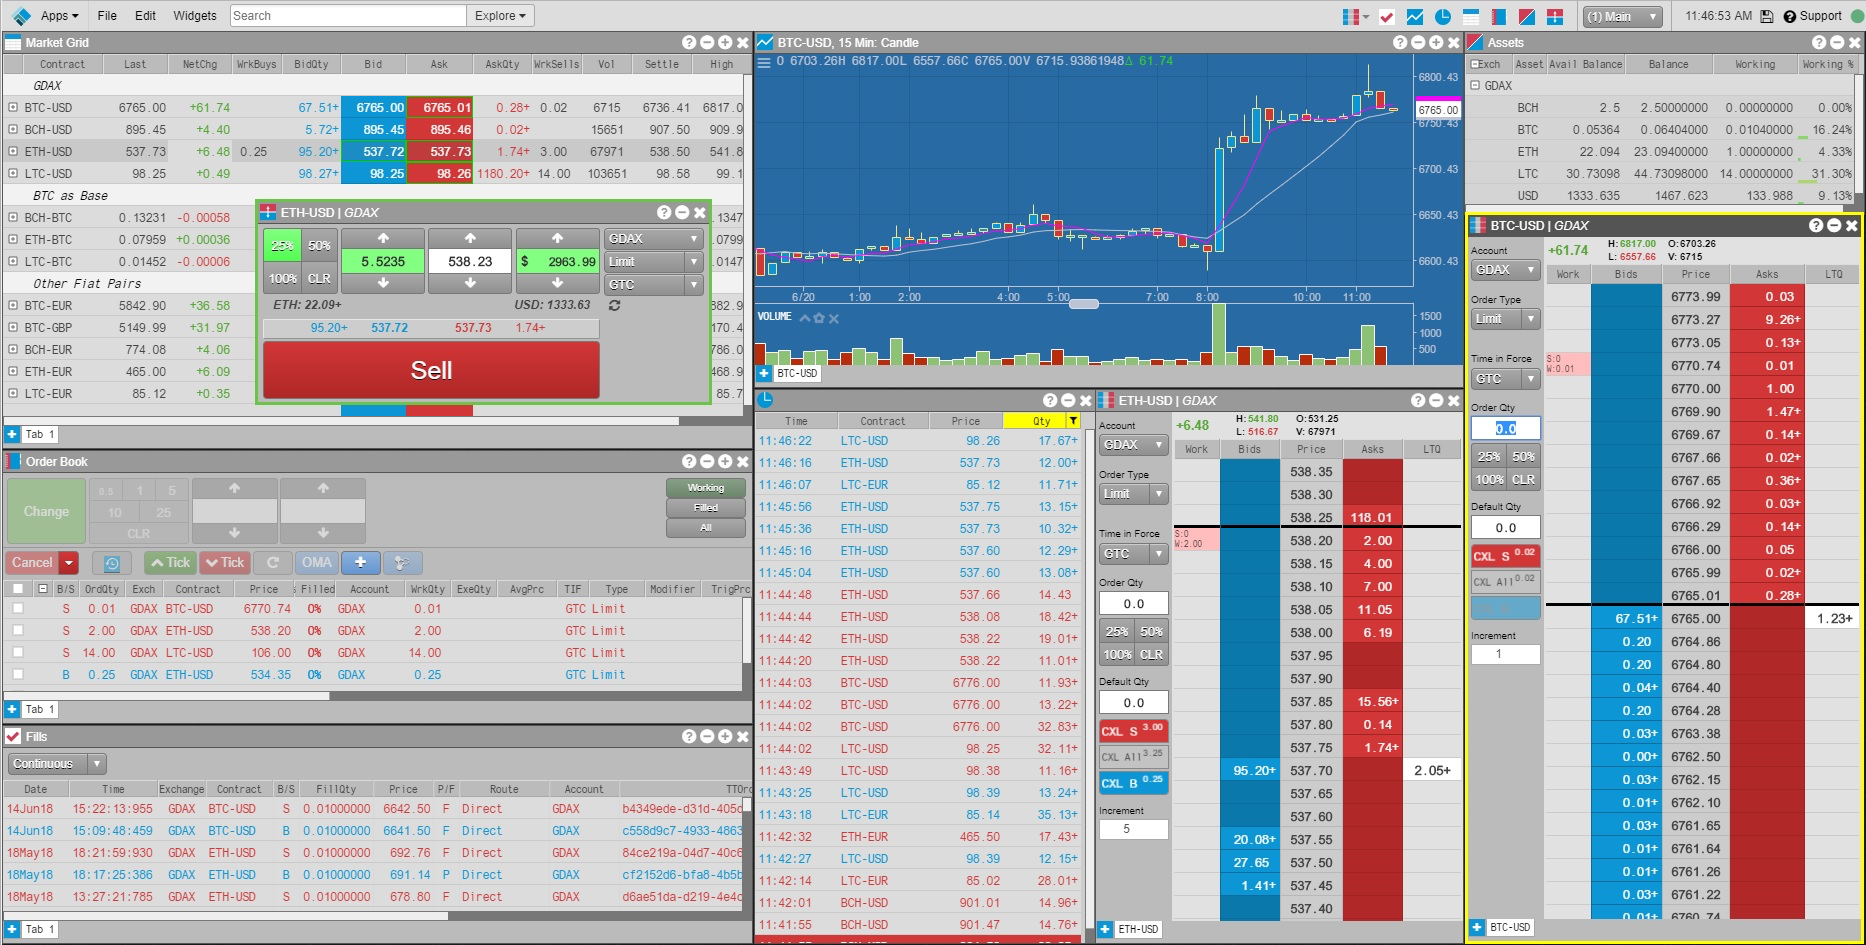 Apps File Edit Widgets Search Explore (1) Main 11:46:53 AM Support
Market Grid
Contract Last NetChg WrkBuys BidQty Bid Ask AskQty WrkSells Vol Settle High
GDAX
BTC-USD 6765.00 +61.74 67.51+ 6765.00 6765.01 0.28+ 0.02 6715 6736.41 6817.0
BCH-USD 895.45 +4.40 5.72+ 895.45 895.46 0.02+ 15651 907.50 909.9
ETH-USD 537.73 +6.48 0.25 95.20+ 537.72 537.73 1.74+ 3.00 67971 538.50 541.8
LTC-USD 98.25 +0.49 98.27+ 98.25 98.26 1180.20+ 14.00 103651 98.58 99.1
BTC as Base
BCH-BTC 0.13231 -0.00058 .1347
ETH-BTC 0.07959 +0.00036 .0799
LTC-BTC 0.01452 -0.00006 .0147
Other Fiat Pairs
BTC-EUR 5842.90 +36.58 882.9
BTC-GBP 5149.99 +31.97 170.4
BCH-EUR 774.08 +4.06 786.0
ETH-EUR 465.00 +6.09 468.9
LTC-EUR 85.12 +0.35 85.7
Tab 1
ETH-USD | GDAX
25% 50% 5.5235 538.23 $ 2963.99 GDAX
100% CLR Limit
GTC
ETH: 22.09+ USD: 1333.63
95.20+ 537.72 537.73 1.74+
Sell
Order Book
Change 0.5 1 5 10 25 CLR
Working
Filled
All
Cancel Tick Tick C OMA
B/S OrdQty Exch Contract Price % Filled Account WrkQty ExeQty AvgPrc TIF Type Modifier TrigPrc
S 0.01 GDAX BTC-USD 6770.74 0% GDAX 0.01 GTC Limit
S 2.00 GDAX ETH-USD 538.20 0% GDAX 2.00 GTC Limit
S 14.00 GDAX LTC-USD 106.00 0% GDAX 14.00 GTC Limit
B 0.25 GDAX ETH-USD 534.35 0% GDAX 0.25 GTC Limit
Tab 1
Fills
Continuous
Date Time Exchange Contract B/S FillQty Price P/F Route Account TTOrd
14Jun18 15:22:13:955 GDAX BTC-USD S 0.01000000 6642.50 F Direct GDAX b4349ede-d31d-405d
14Jun18 15:09:48:459 GDAX BTC-USD B 0.01000000 6641.50 F Direct GDAX c558d9c7-4933-4863
18May18 18:21:59:930 GDAX ETH-USD S 0.01000000 692.76 F Direct GDAX 84ce219a-04d7-40c6
18May18 18:17:25:386 GDAX ETH-USD B 0.01000000 691.14 P Direct GDAX cf2152d6-bfa8-4b5b
18May18 13:27:21:785 GDAX ETH-USD S 0.01000000 678.80 F Direct GDAX d6ae51da-d219-4e4c
Tab 1
BTC-USD, 15 Min: Candle
O 6703.26H 6817.00L 6557.66C 6765.00V 6715.93861948Δ 61.74
6800.43
6765.00
6750.43
6700.43
6650.43
6600.43
6/20 1:00 2:00 4:00 5:00 7:00 8:00 10:00 11:00
VOLUME
1500
1000
500
BTC-USD
Time Contract Price Qty
11:46:22 LTC-USD 98.26 17.67+
11:46:16 ETH-USD 537.73 12.00+
11:46:07 LTC-EUR 85.12 11.71+
11:45:56 ETH-USD 537.75 13.15+
11:45:36 ETH-USD 537.73 10.32+
11:45:16 ETH-USD 537.60 12.29+
11:45:04 ETH-USD 537.60 13.08+
11:44:48 ETH-USD 537.66 14.43
11:44:44 ETH-USD 538.08 18.42+
11:44:42 ETH-USD 538.22 19.01+
11:44:20 ETH-USD 538.22 11.01+
11:44:03 BTC-USD 6776.00 11.93+
11:44:02 BTC-USD 6776.00 13.22+
11:44:02 BTC-USD 6776.00 32.83+
11:44:02 LTC-USD 98.25 32.11+
11:43:49 LTC-USD 98.38 11.16+
11:43:25 LTC-USD 98.39 13.24+
11:43:18 LTC-EUR 85.14 35.13+
11:42:32 ETH-EUR 465.50 17.43+
11:42:27 LTC-USD 98.39 12.15+
11:42:14 LTC-EUR 85.02 28.01+
11:42:01 BCH-USD 901.01 14.96+
11:41:55 BCH-USD 901.47 14.76+
ETH-USD | GDAX
Account
GDAX
Order Type
Limit
Time in Force
GTC
Order Qty
0.0
25% 50%
100% CLR
Default Qty
0.0
CXL S 3.00
CXL All 3.25
CXL B 0.25
Increment
5
+6.48 H: 541.80 O: 531.25
L: 516.67 V: 67971
Work Bids Price Asks LTQ
538.35
538.30
538.25 118.01
S:0
W:2.00
538.20 2.00
538.15 4.00
538.10 7.00
538.05 11.05
538.00 6.19
537.95
537.90
537.85 15.56+
537.80 0.14
537.75 1.74+
95.20+ 537.70 2.05+
537.65
537.60
20.08+ 537.55
27.65 537.50
1.41+ 537.45
537.40
ETH-USD
Assets
Exch Asset Avail Balance Balance Working Working %
GDAX
BCH 2.5 2.50000000 0.00000000 0.00%
BTC 0.05364 0.06404000 0.01040000 16.24%
ETH 22.094 23.09400000 1.00000000 4.33%
LTC 30.73098 44.73098000 14.00000000 31.30%
USD 1333.635 1467.623 133.988 9.13%
BTC-USD | GDAX
Account
GDAX
Order Type
Limit
Time in Force
GTC
Order Qty
0.0
25% 50%
100% CLR
Default Qty
0.0
CXL S 0.02
CXL All 0.02
Increment
1
+61.74 H: 6817.00 O: 6703.26
L: 6557.66 V: 6715
Work Bids Price Asks LTQ
6773.99 0.03
6773.27 9.26+
6773.05 0.13+
S:0
W:0.01
6770.74 0.01
6770.00 1.00
6769.90 1.47+
6769.67 0.14+
6767.66 0.02+
6767.65 0.36+
6766.92 0.03+
6766.29 0.14+
6766.00 0.05
6765.99 0.02+
6765.01 0.28+
67.51+ 6765.00 1.23+
0.20 6764.86
0.20 6764.80
0.04+ 6764.40
0.20 6764.28
0.03+ 6763.38
0.00+ 6762.50
0.03+ 6762.15
0.01+ 6762.10
0.03+ 6761.65
0.01+ 6761.64
0.01+ 6761.26
0.03+ 6761.22
0.01+ 6760.74
BTC-USD